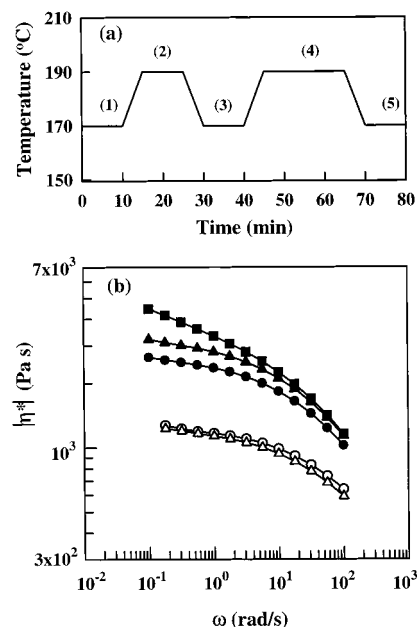 (a)
210
190
170
150
Temperature (°C)
(1)
(2)
(3)
(4)
(5)
0 10 20 30 40 50 60 70 80
Time (min)
(b)
7x10³
10³
3x10²
|η*| (Pa s)
10⁻² 10⁻¹ 10⁰ 10¹ 10² 10³
ω (rad/s)